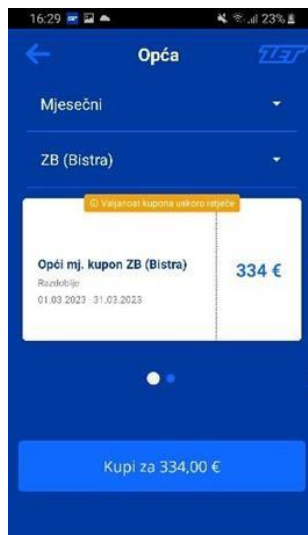 16:29 23%
Opća ZET
Mjesečni
ZB (Bistra)
Valjanost kupona uskoro istječe
Opći mj. kupon ZB (Bistra)
334 €
Razdoblje
01.03.2023 - 31.03.2023
Kupi za 334,00 €